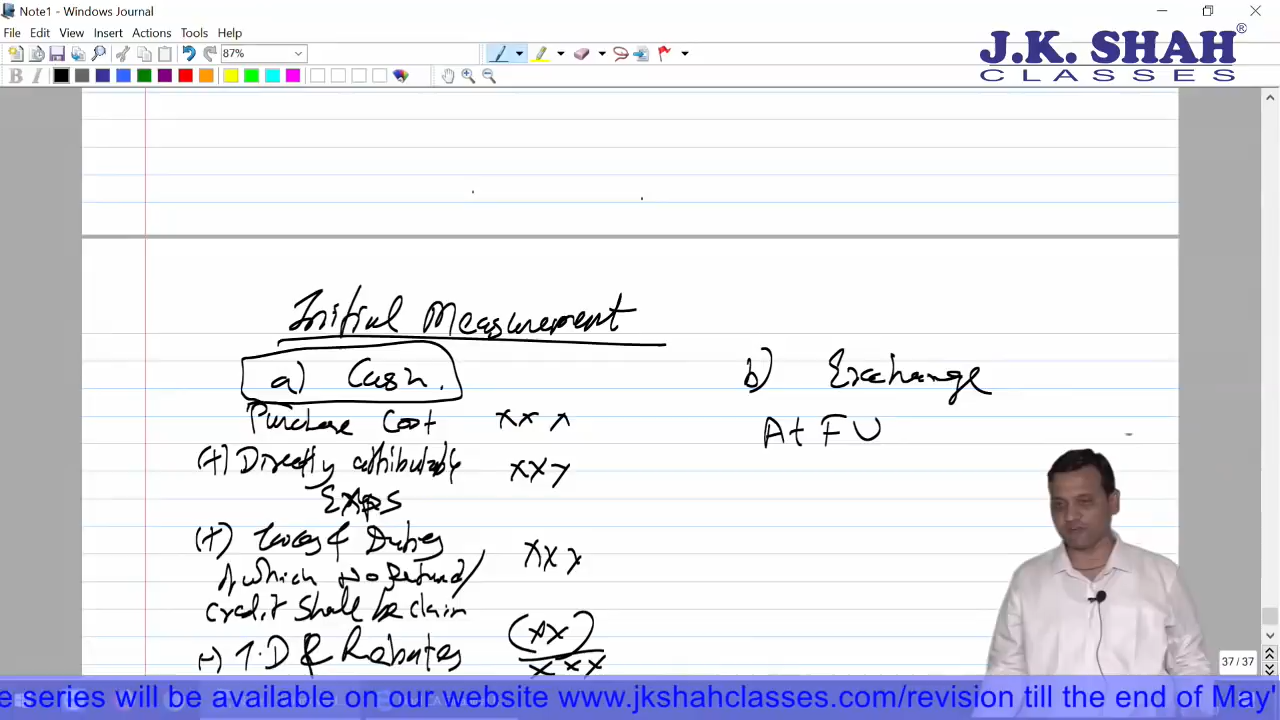 Note1 - Windows Journal
File Edit View Insert Actions Tools Help
87%
B I
J.K. SHAH®
CLASSES
Initial Measurement
a) Cash.
Purchase Cost xxx
(+) Directly attributable xxx
Exps
(+) Taxes & Duties xxx
of which no Refund/
credit shall be claim
(-) T.D & Rebates (xx)
xxx
b) Exchange
At FV
37 / 37
e series will be available on our website www.jkshahclasses.com/revision till the end of May'